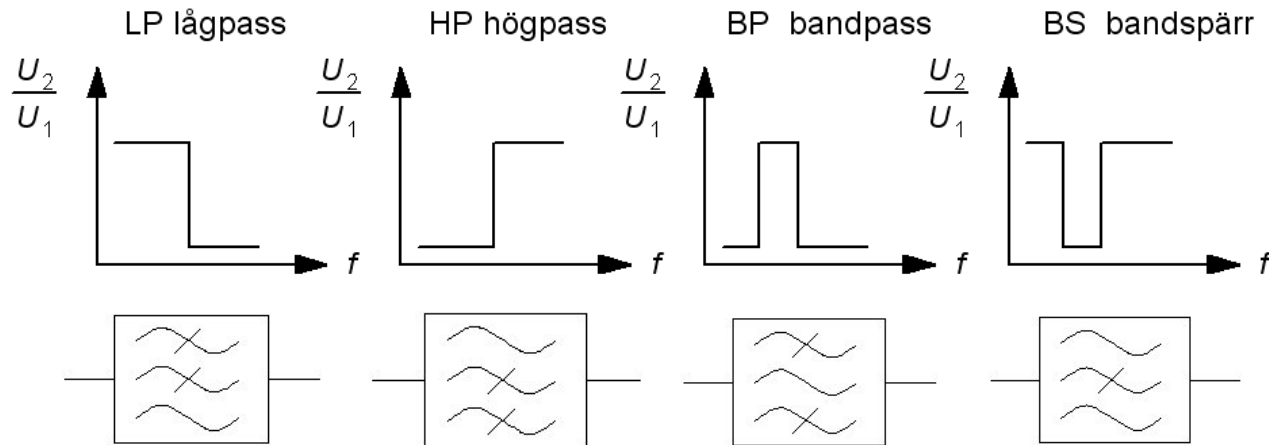 LP lågpass HP högpass BP bandpass BS bandspärr
U2 U2 U2 U2
U1 U1 U1 U1
f f f f